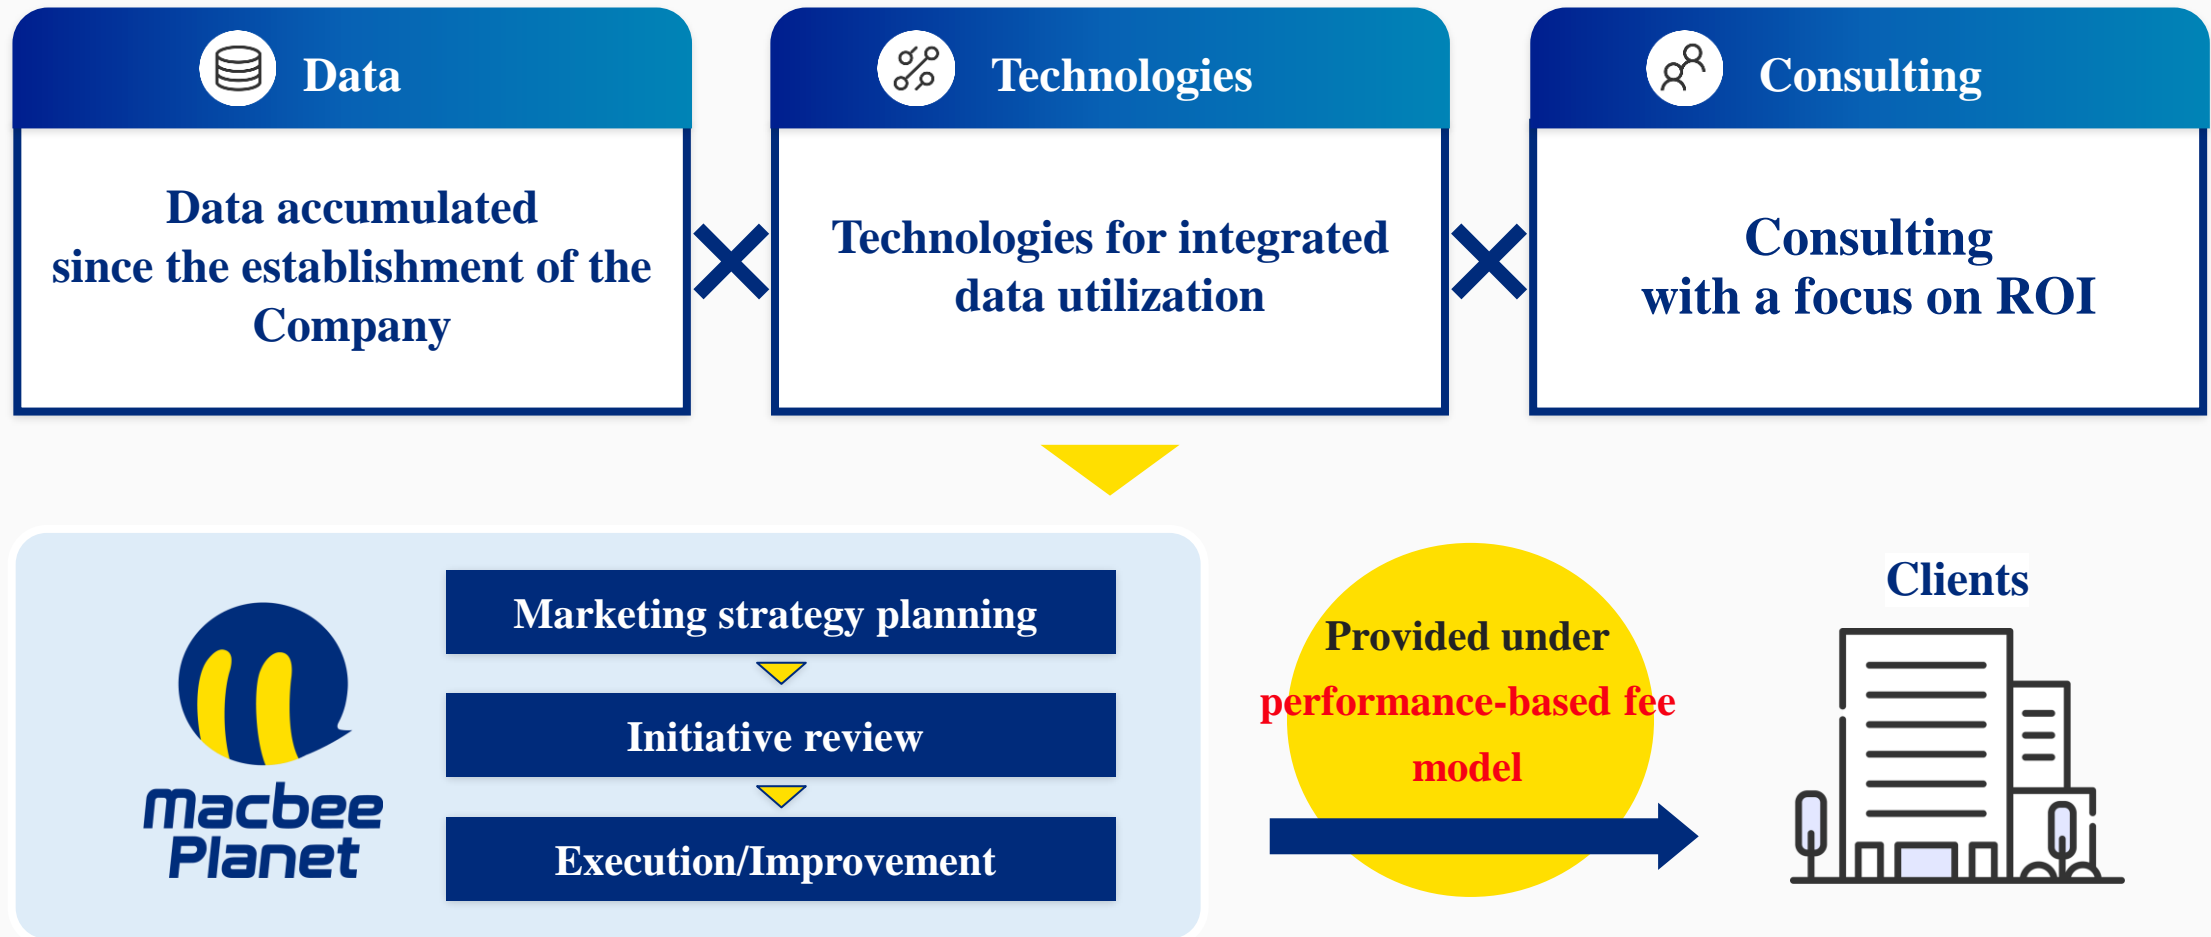 Data
Data accumulated
since the establishment of the
Company
Technologies
Technologies for integrated
data utilization
Consulting
Consulting
with a focus on ROI
macbee
Planet
Marketing strategy planning
Initiative review
Execution/Improvement
Provided under
performance-based fee
model
Clients